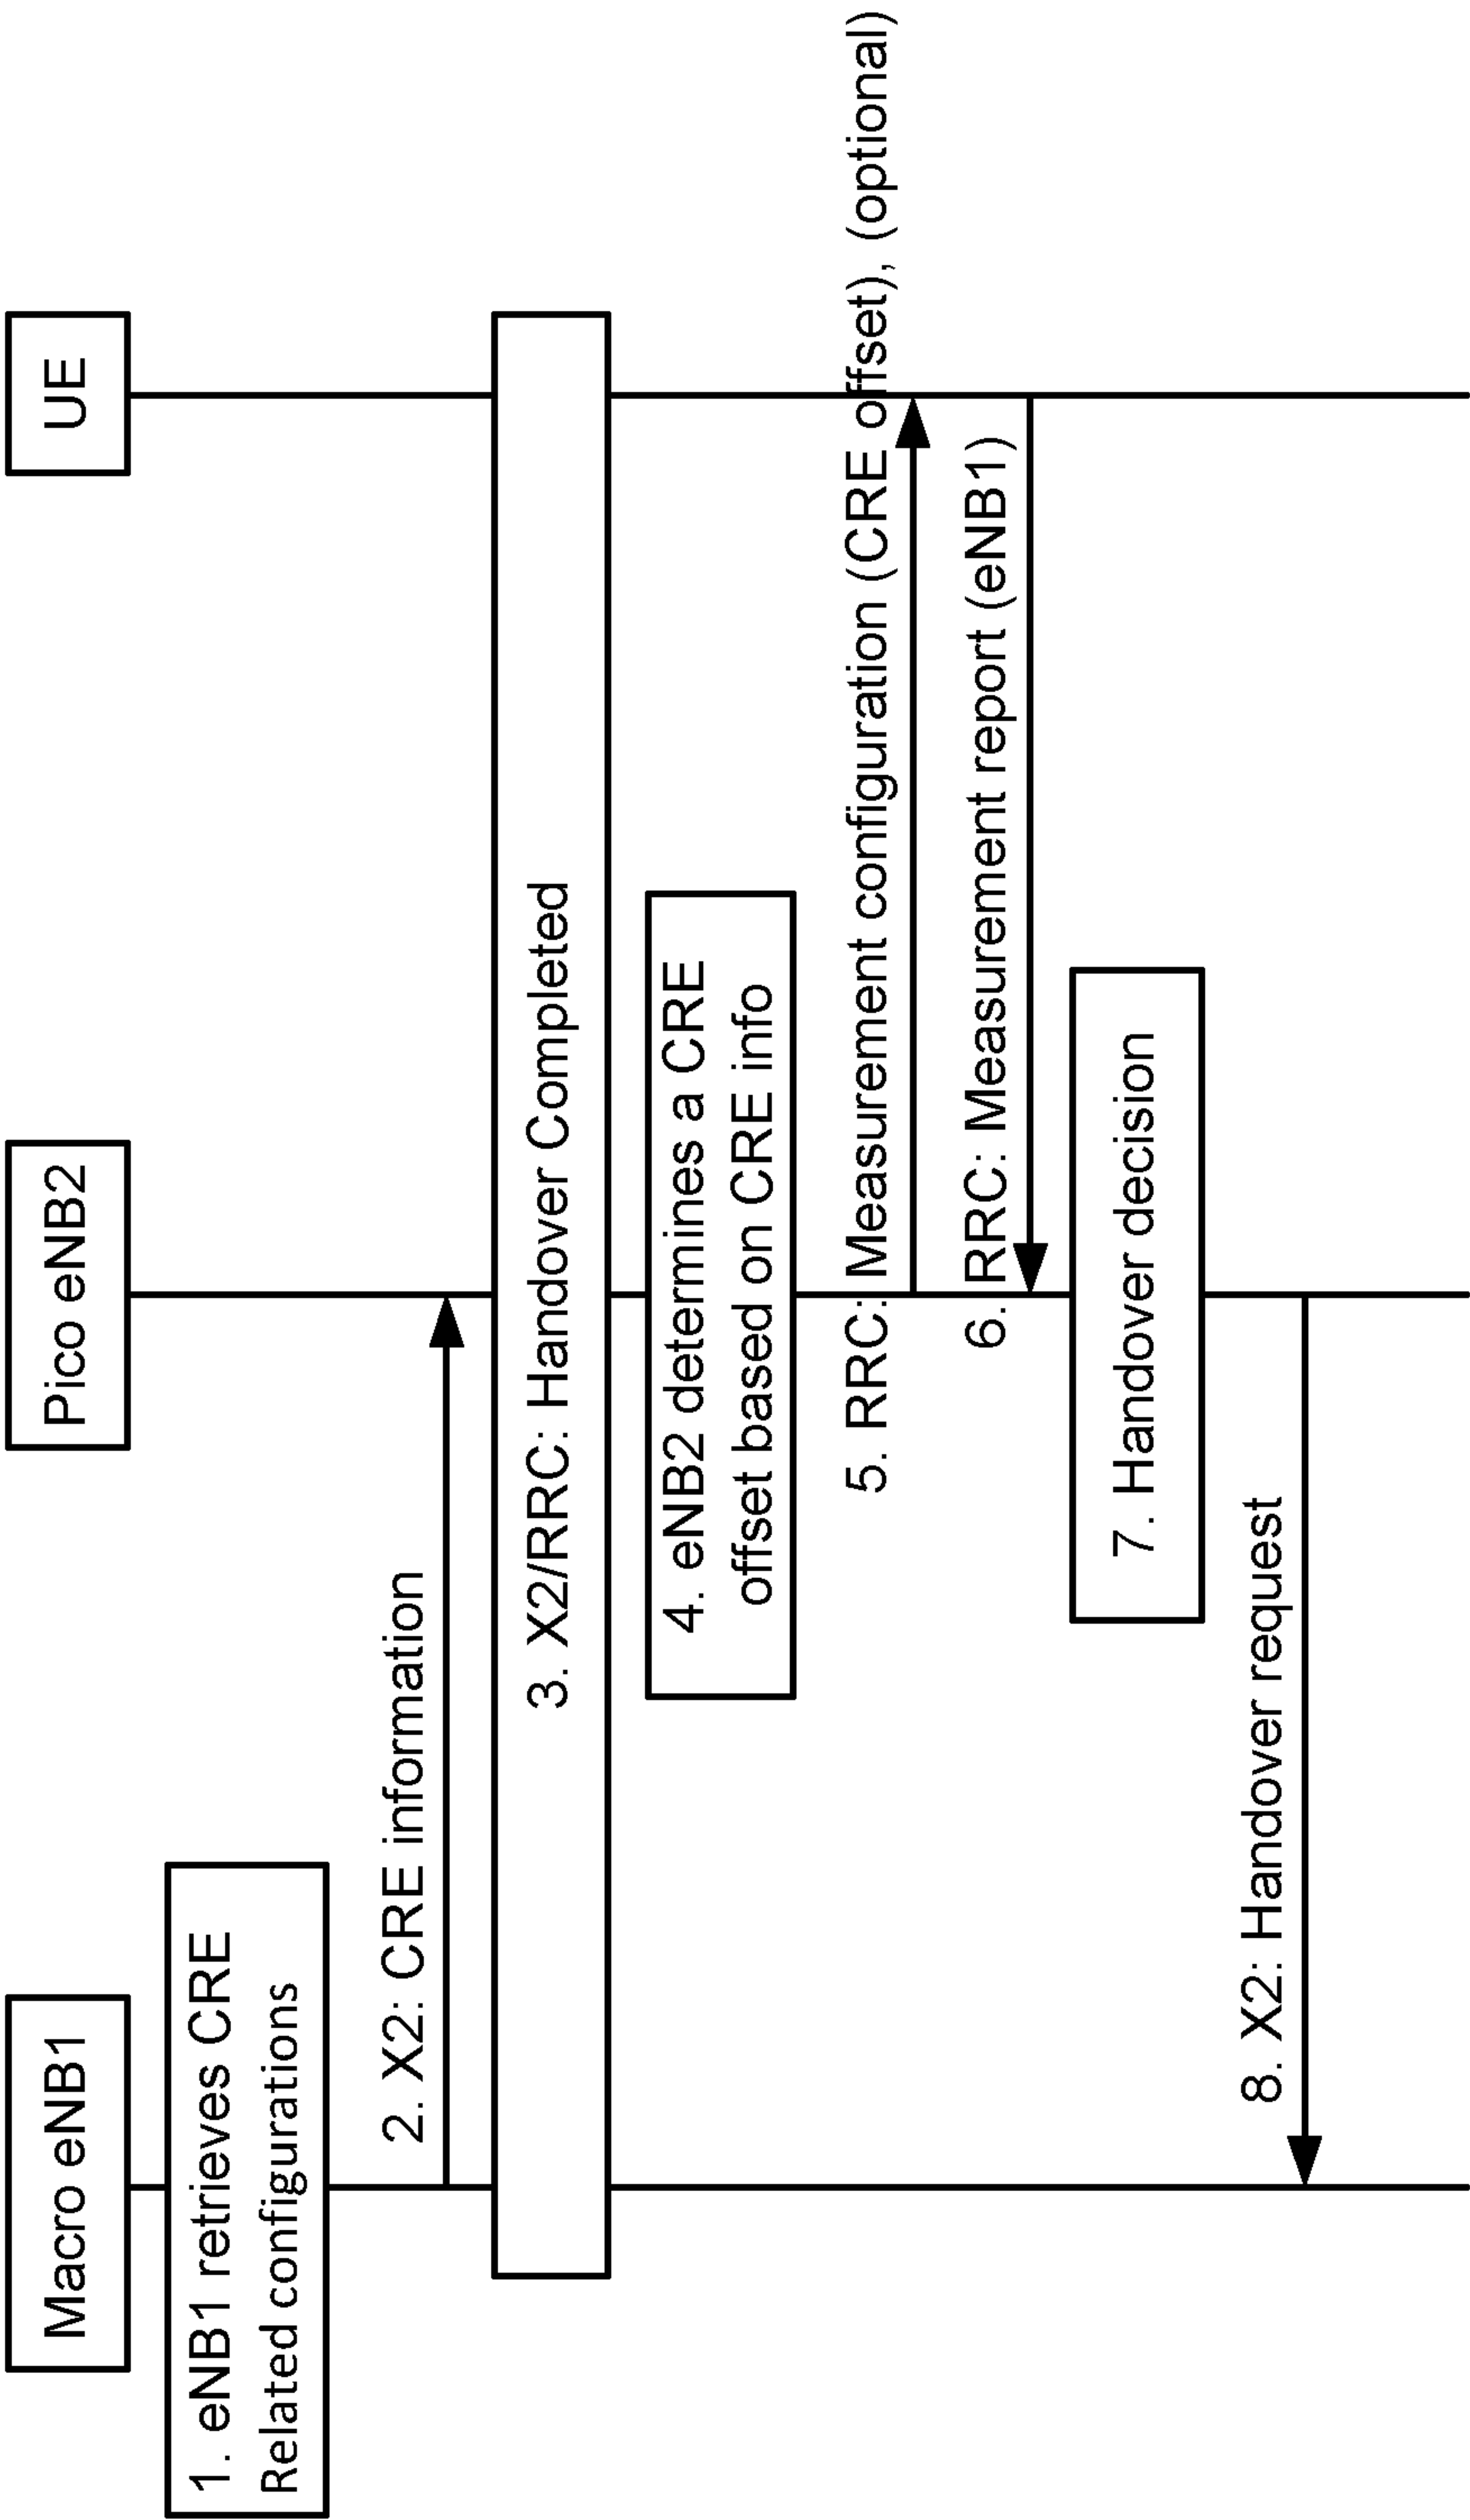 Macro eNB1
Pico eNB2
UE
1. eNB1 retrieves CRE
Related configurations
2. X2: CRE information
3. X2/RRC: Handover Completed
4. eNB2 determines a CRE
offset based on CRE info
5. RRC: Measurement configuration (CRE offset), (optional)
6. RRC: Measurement report (eNB1)
7. Handover decision
8. X2: Handover request